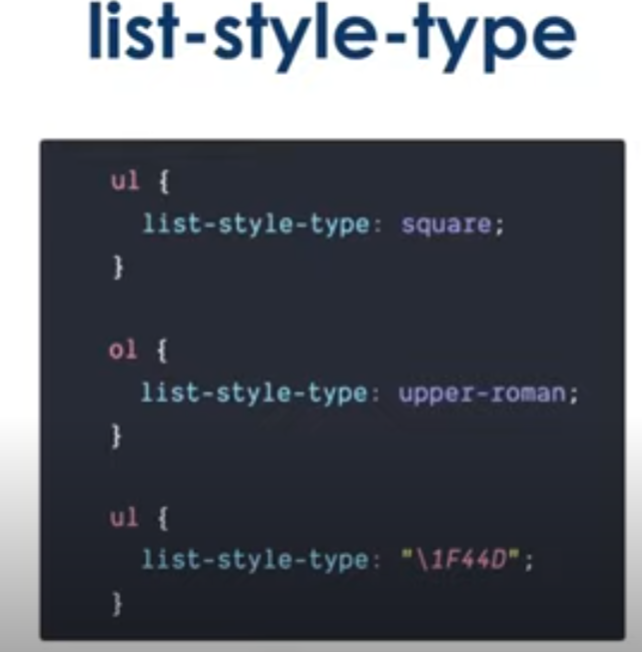 list-style-type
ul {
  list-style-type: square;
}
ol {
  list-style-type: upper-roman;
}
ul {
  list-style-type: "\1F44D";
}